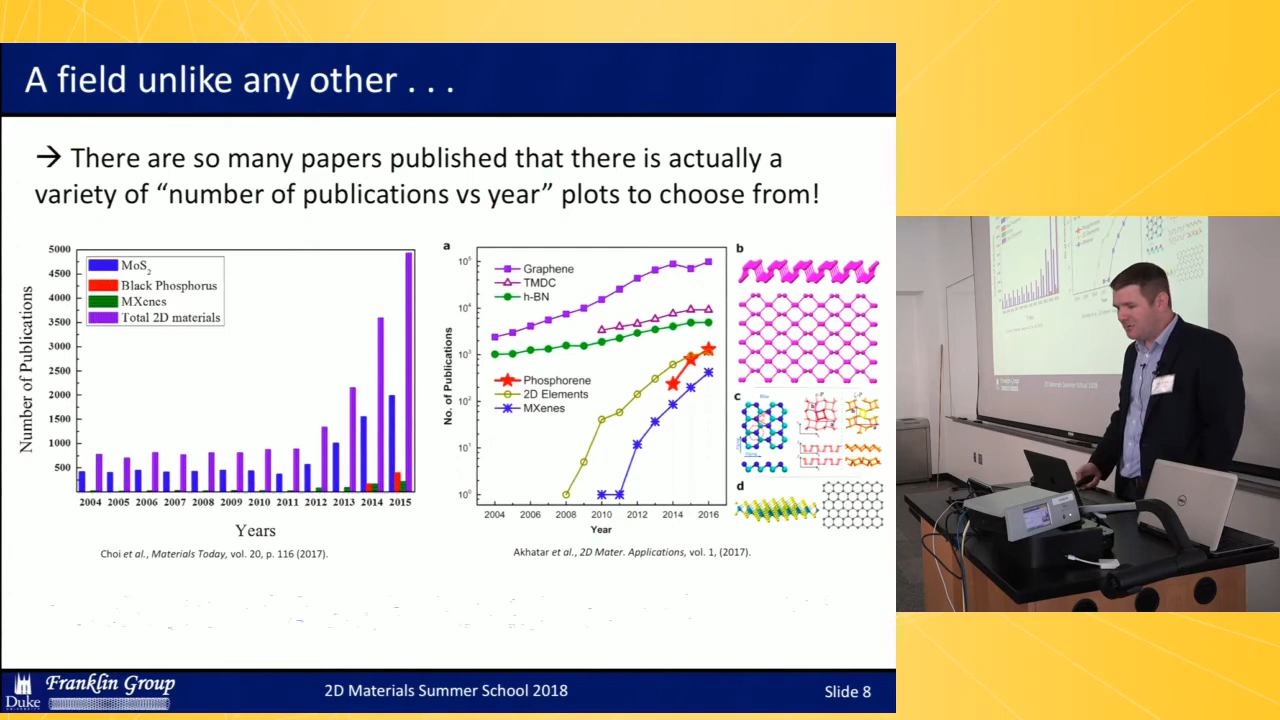 A field unlike any other . . .
→ There are so many papers published that there is actually a
variety of “number of publications vs year” plots to choose from!
5000
4500
4000
3500
3000
2500
2000
1500
1000
500
Number of Publications
MoS₂
Black Phosphorus
MXenes
Total 2D materials
2004 2005 2006 2007 2008 2009 2010 2011 2012 2013 2014 2015
Years
Choi et al., Materials Today, vol. 20, p. 116 (2017).
a
10⁵
10⁴
10³
10²
10¹
10⁰
No. of Publications
Graphene
TMDC
h-BN
Phosphorene
2D Elements
MXenes
2004 2006 2008 2010 2012 2014 2016
Year
b
c
d
Akhatar et al., 2D Mater. Applications, vol. 1, (2017).
Duke
Franklin Group
2D Materials Summer School 2018
Slide 8
DELL